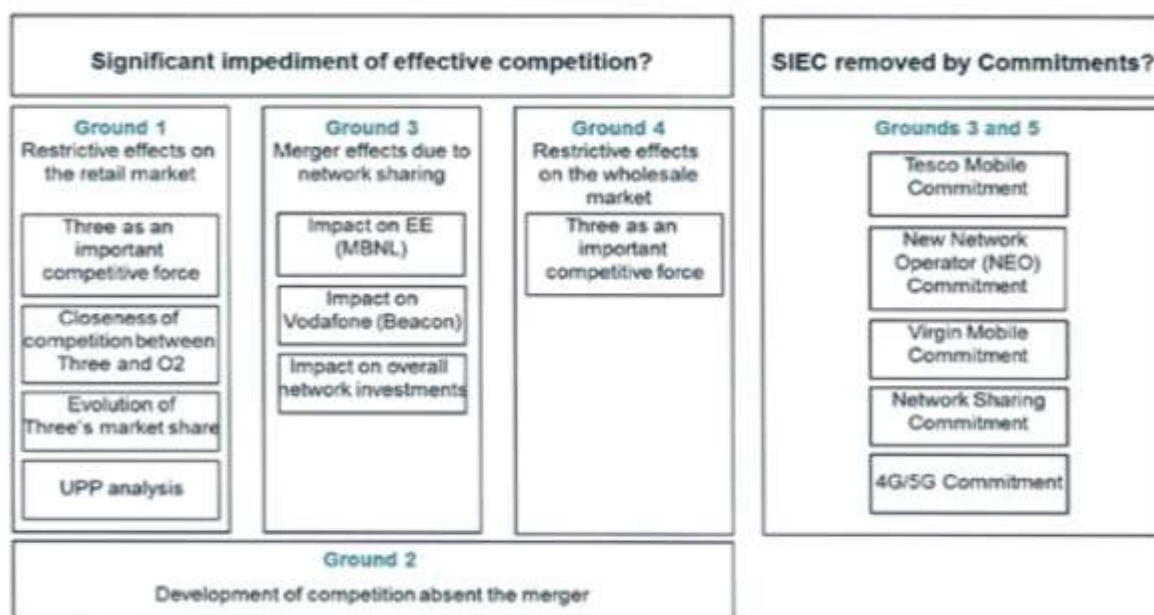 Significant impediment of effective competition?
SIEC removed by Commitments?
Ground 1
Restrictive effects on
the retail market
Three as an
important
competitive force
Closeness of
competition between
Three and O2
Evolution of
Three's market share
UPP analysis
Ground 3
Merger effects due to
network sharing
Impact on EE
(MBNL)
Impact on
Vodafone (Beacon)
Impact on overall
network investments
Ground 4
Restrictive effects
on the wholesale
market
Three as an
important
competitive force
Grounds 3 and 5
Tesco Mobile
Commitment
New Network
Operator (NEO)
Commitment
Virgin Mobile
Commitment
Network Sharing
Commitment
4G/5G Commitment
Ground 2
Development of competition absent the merger